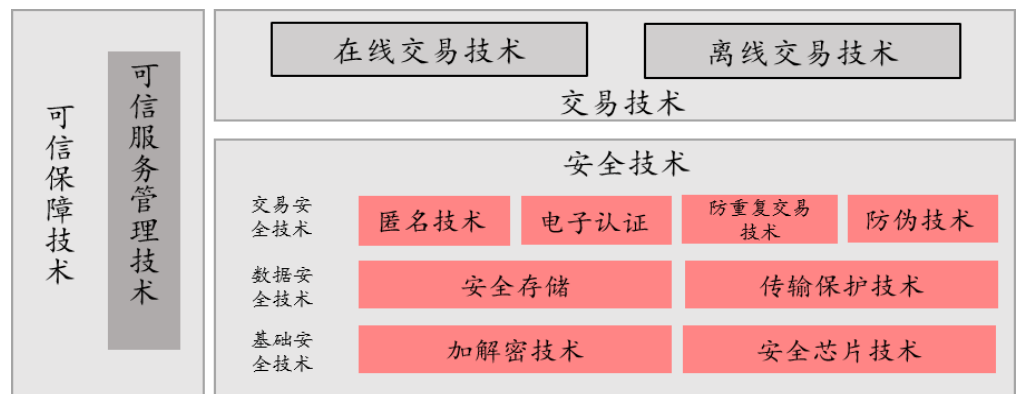 可信保障技术
可信服务管理技术
在线交易技术
离线交易技术
交易技术
安全技术
交易安
全技术
匿名技术
电子认证
防重复交易
技术
防伪技术
数据安
全技术
安全存储
传输保护技术
基础安
全技术
加解密技术
安全芯片技术